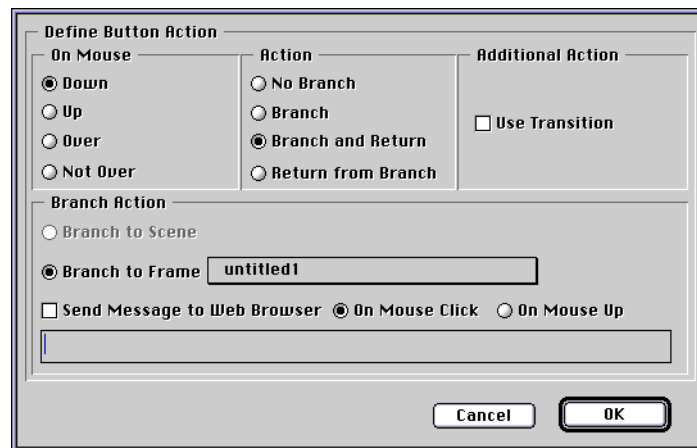 Define Button Action
On Mouse
Down
Up
Over
Not Over
Action
No Branch
Branch
Branch and Return
Return from Branch
Additional Action
Use Transition
Branch Action
Branch to Scene
Branch to Frame untitled1
Send Message to Web Browser On Mouse Click On Mouse Up
Cancel OK